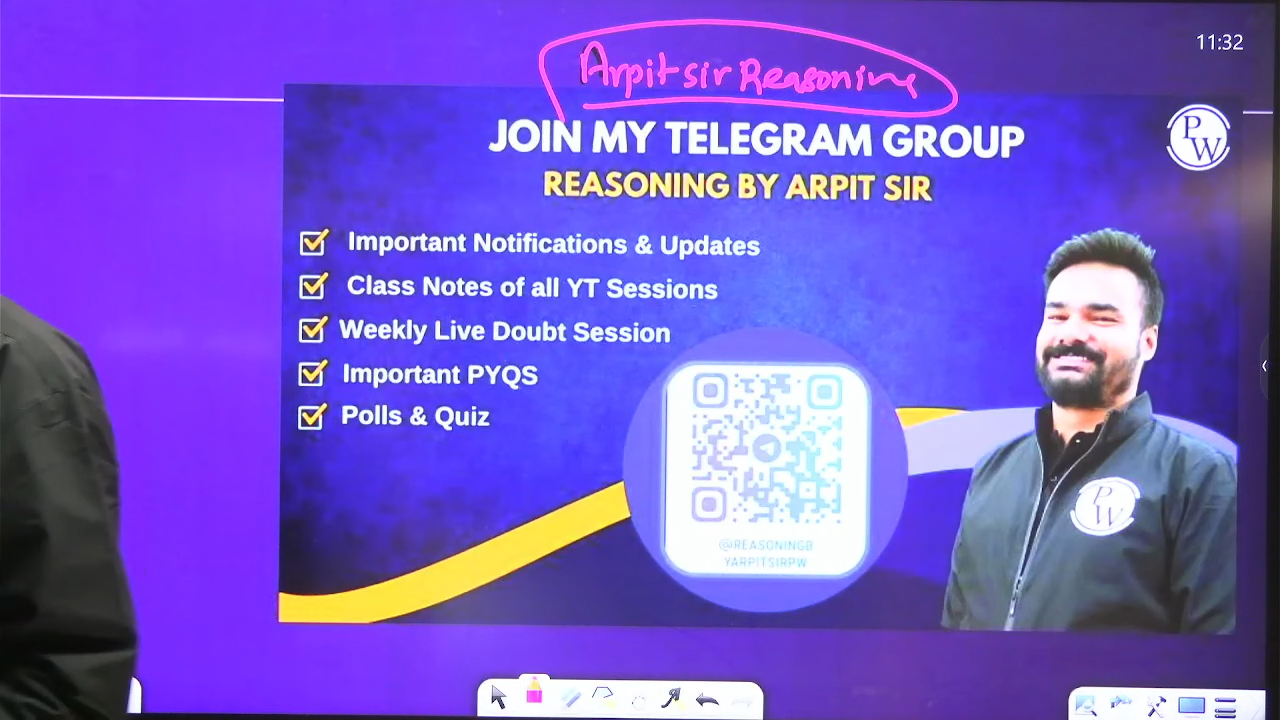 11:32
Arpit sir Reasoning
JOIN MY TELEGRAM GROUP
PW
REASONING BY ARPIT SIR
Important Notifications & Updates
Class Notes of all YT Sessions
Weekly Live Doubt Session
Important PYQS
Polls & Quiz
PW
@REASONINGB
YARPITSIRPW